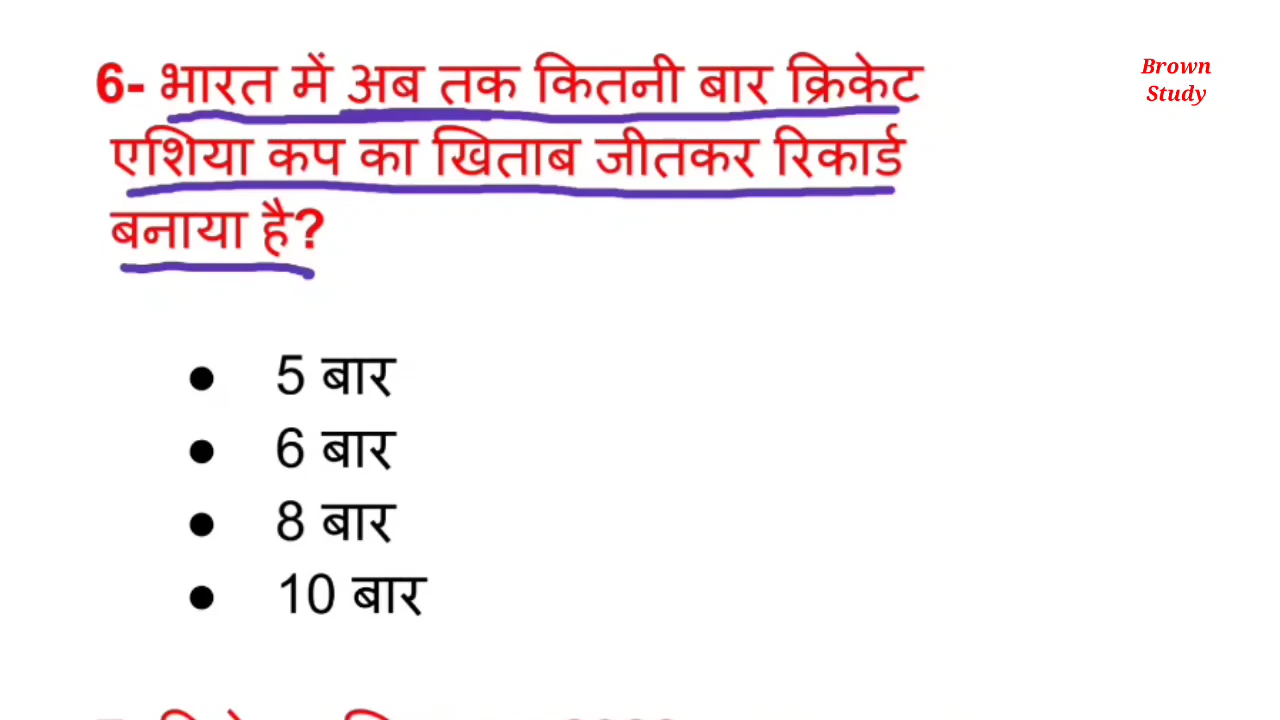 6- भारत में अब तक कितनी बार क्रिकेट
एशिया कप का खिताब जीतकर रिकार्ड
बनाया है?
5 बार
6 बार
8 बार
10 बार
Brown
Study